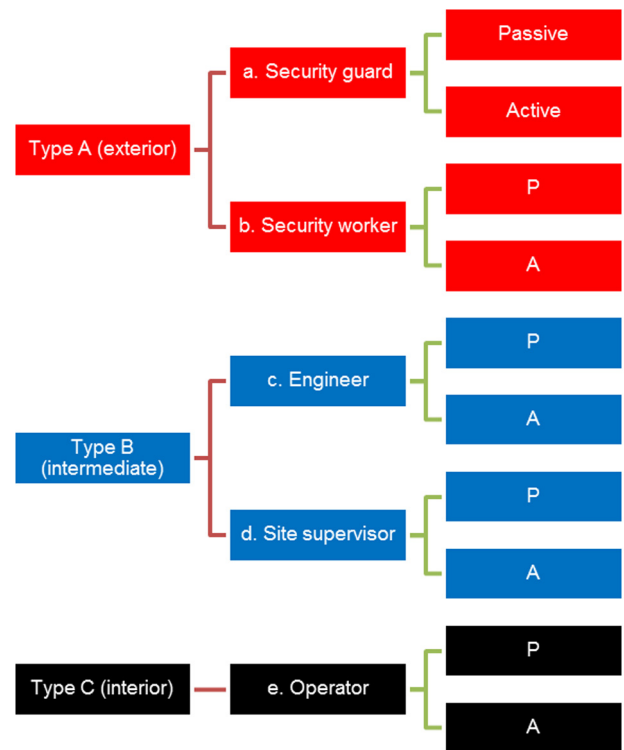 Passive
a. Security guard
Active
Type A (exterior)
P
b. Security worker
A
P
c. Engineer
A
Type B
(intermediate)
P
d. Site supervisor
A
P
Type C (interior)
e. Operator
A